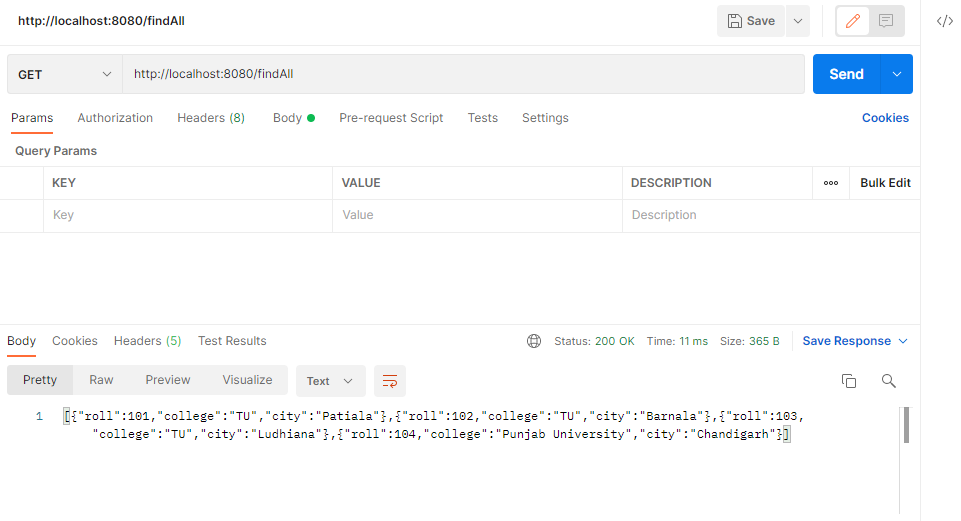 http://localhost:8080/findAll Save </>
GET http://localhost:8080/findAll Send
Params Authorization Headers (8) Body Pre-request Script Tests Settings Cookies
Query Params
KEY VALUE DESCRIPTION ooo Bulk Edit
Key Value Description
Body Cookies Headers (5) Test Results Status: 200 OK Time: 11 ms Size: 365 B Save Response
Pretty Raw Preview Visualize Text
1 [{"roll":101,"college":"TU","city":"Patiala"},{"roll":102,"college":"TU","city":"Barnala"},{"roll":103,
"college":"TU","city":"Ludhiana"},{"roll":104,"college":"Punjab University","city":"Chandigarh"}]